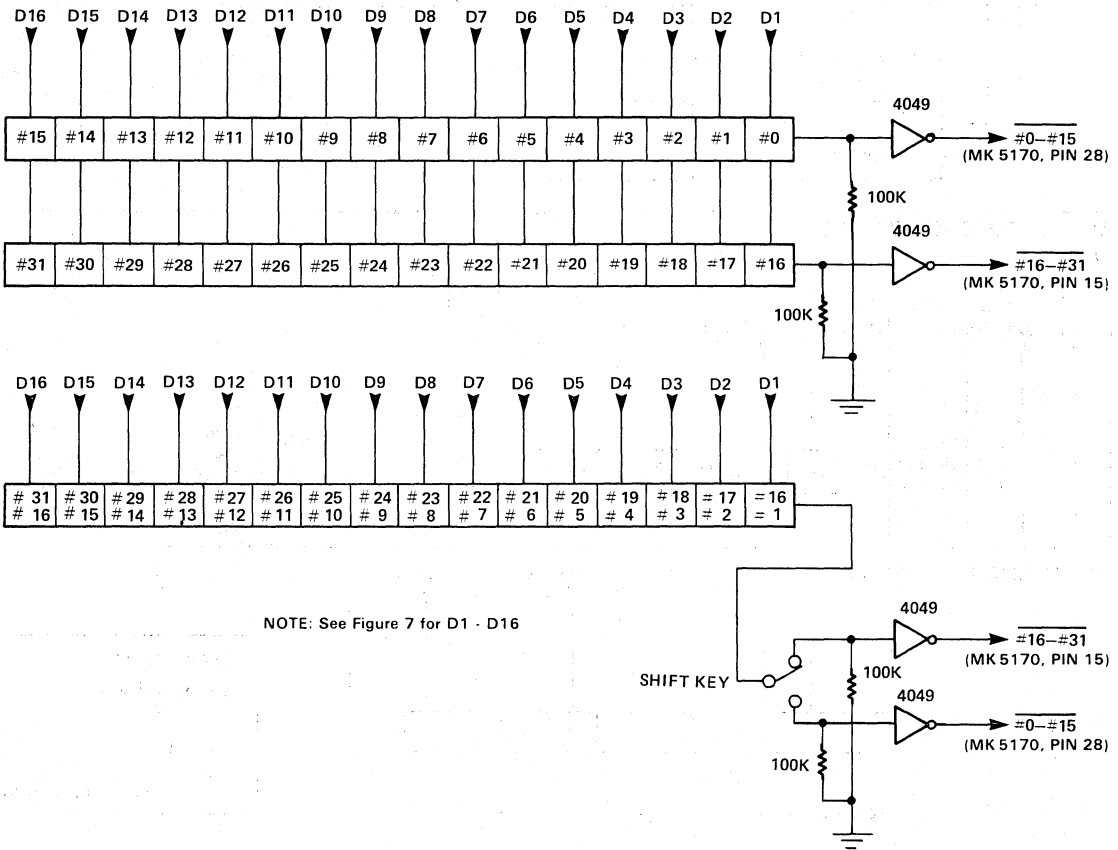 D16 D15 D14 D13 D12 D11 D10 D9 D8 D7 D6 D5 D4 D3 D2 D1
4049
#15 #14 #13 #12 #11 #10 #9 #8 #7 #6 #5 #4 #3 #2 #1 #0
#0–#15
(MK 5170, PIN 28)
100K
4049
#31 #30 #29 #28 #27 #26 #25 #24 #23 #22 #21 #20 #19 #18 #17 #16
#16–#31
(MK 5170, PIN 15)
100K
D16 D15 D14 D13 D12 D11 D10 D9 D8 D7 D6 D5 D4 D3 D2 D1
# 31 # 30 #29 #28 #27 #26 #25 #24 #23 #22 # 21 # 20 # 19 #18 = 17 =16
# 16 # 15 #14 #13 #12 #11 #10 # 9 # 8 # 7 # 6 # 5 # 4 # 3 = 2 = 1
NOTE: See Figure 7 for D1 - D16
4049
#16–#31
(MK 5170, PIN 15)
SHIFT KEY
100K
4049
#0–#15
(MK 5170, PIN 28)
100K